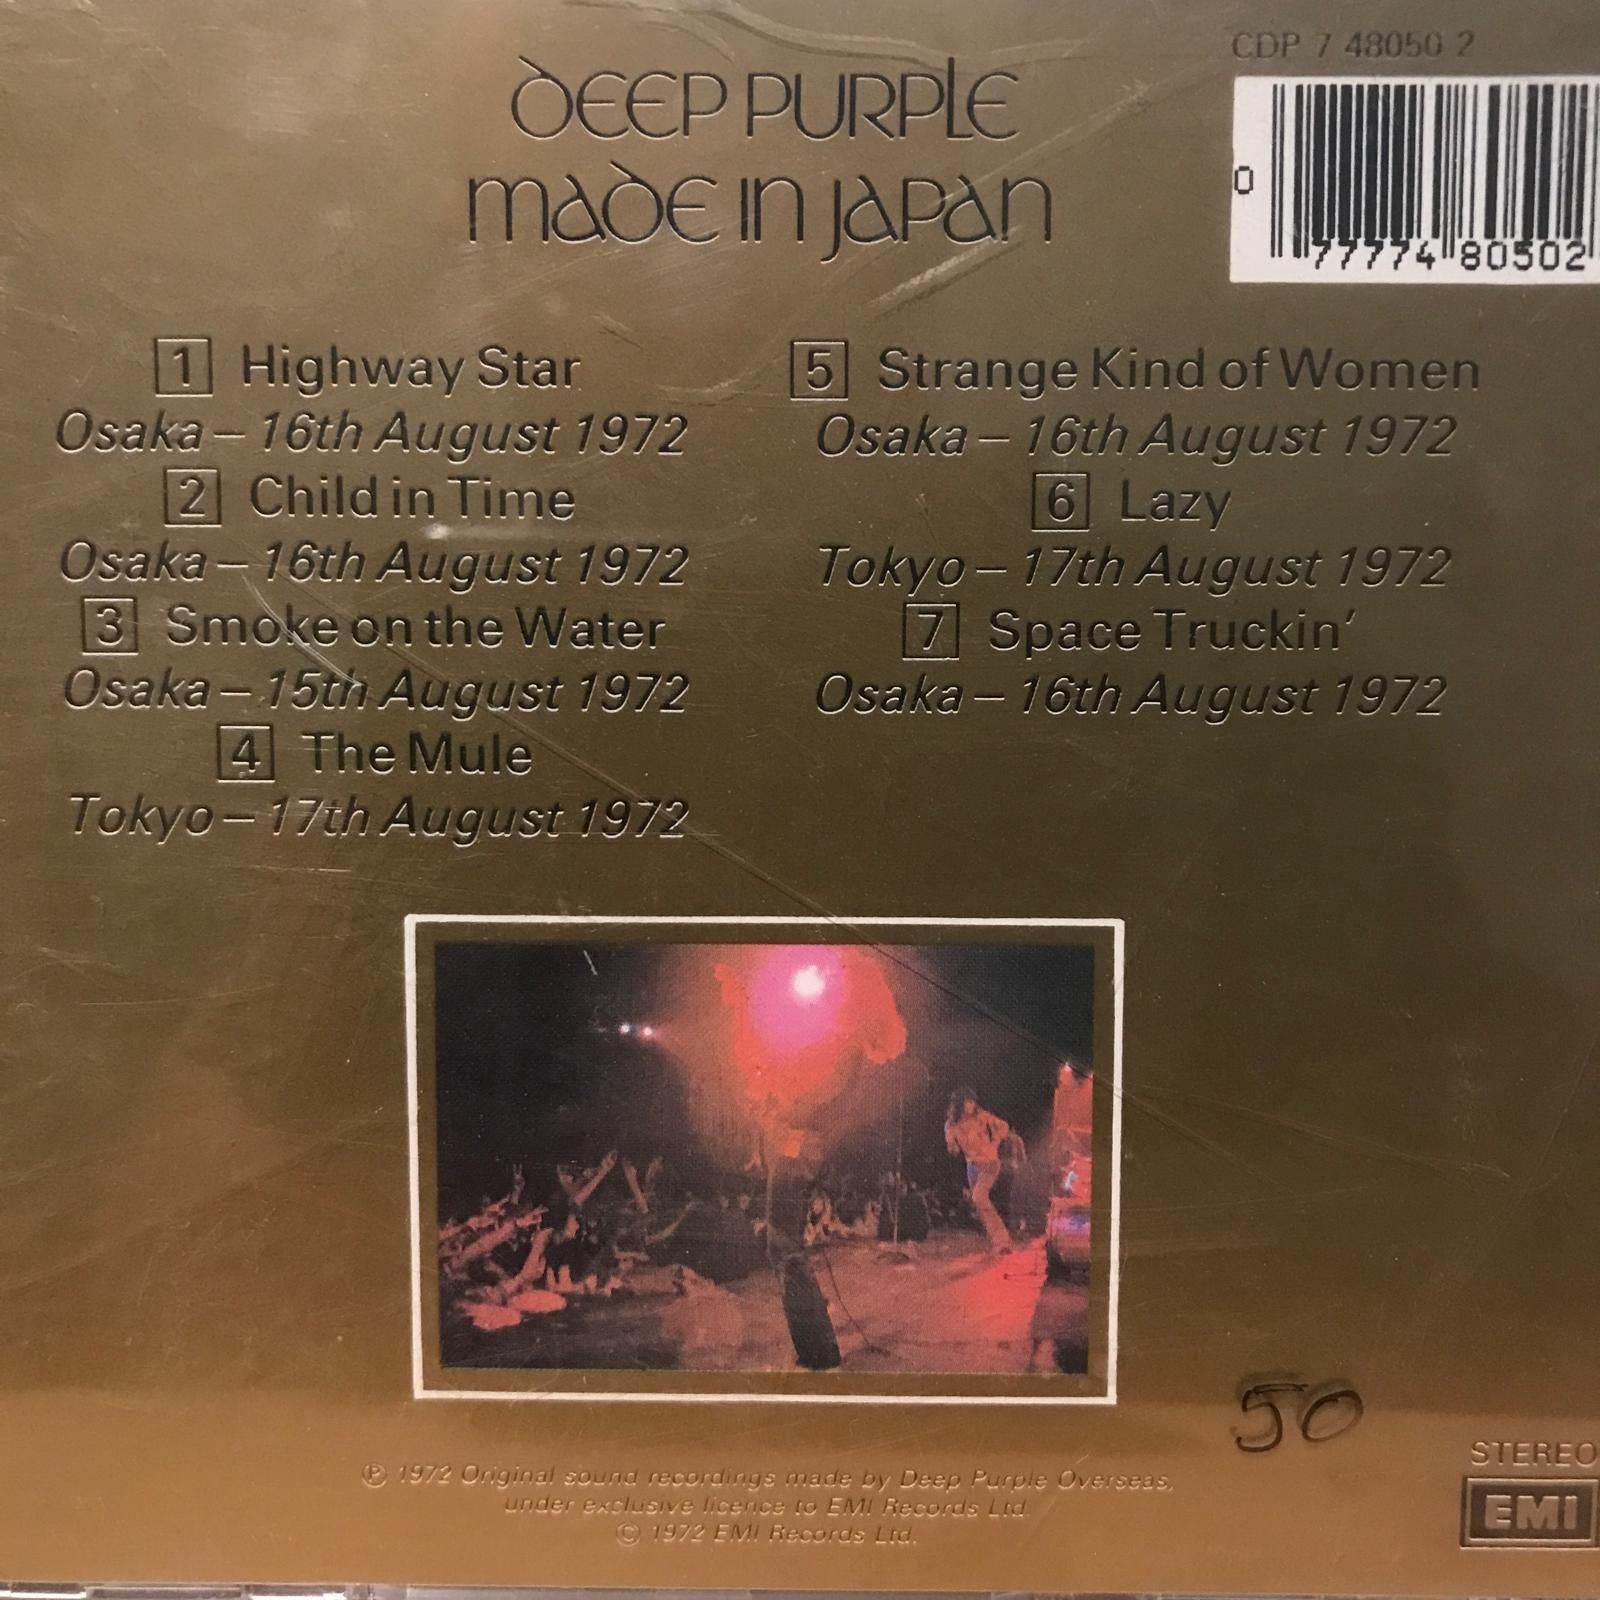 CDP 7 48050 2
DEEP PURPLE
MADE IN JAPAN
0 77774 80502
1 Highway Star
Osaka – 16th August 1972
2 Child in Time
Osaka – 16th August 1972
3 Smoke on the Water
Osaka – 15th August 1972
4 The Mule
Tokyo – 17th August 1972
5 Strange Kind of Women
Osaka – 16th August 1972
6 Lazy
Tokyo – 17th August 1972
7 Space Truckin'
Osaka – 16th August 1972
50
STEREO
EMI
℗ 1972 Original sound recordings made by Deep Purple Overseas,
under exclusive licence to EMI Records Ltd.
© 1972 EMI Records Ltd.